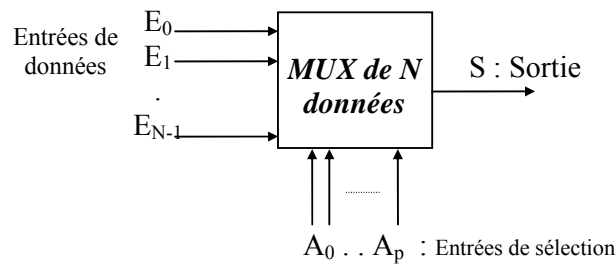 Entrées de
données
E0
E1
.
EN-1
MUX de N
données
S : Sortie
..............
A0 . . Ap : Entrées de sélection